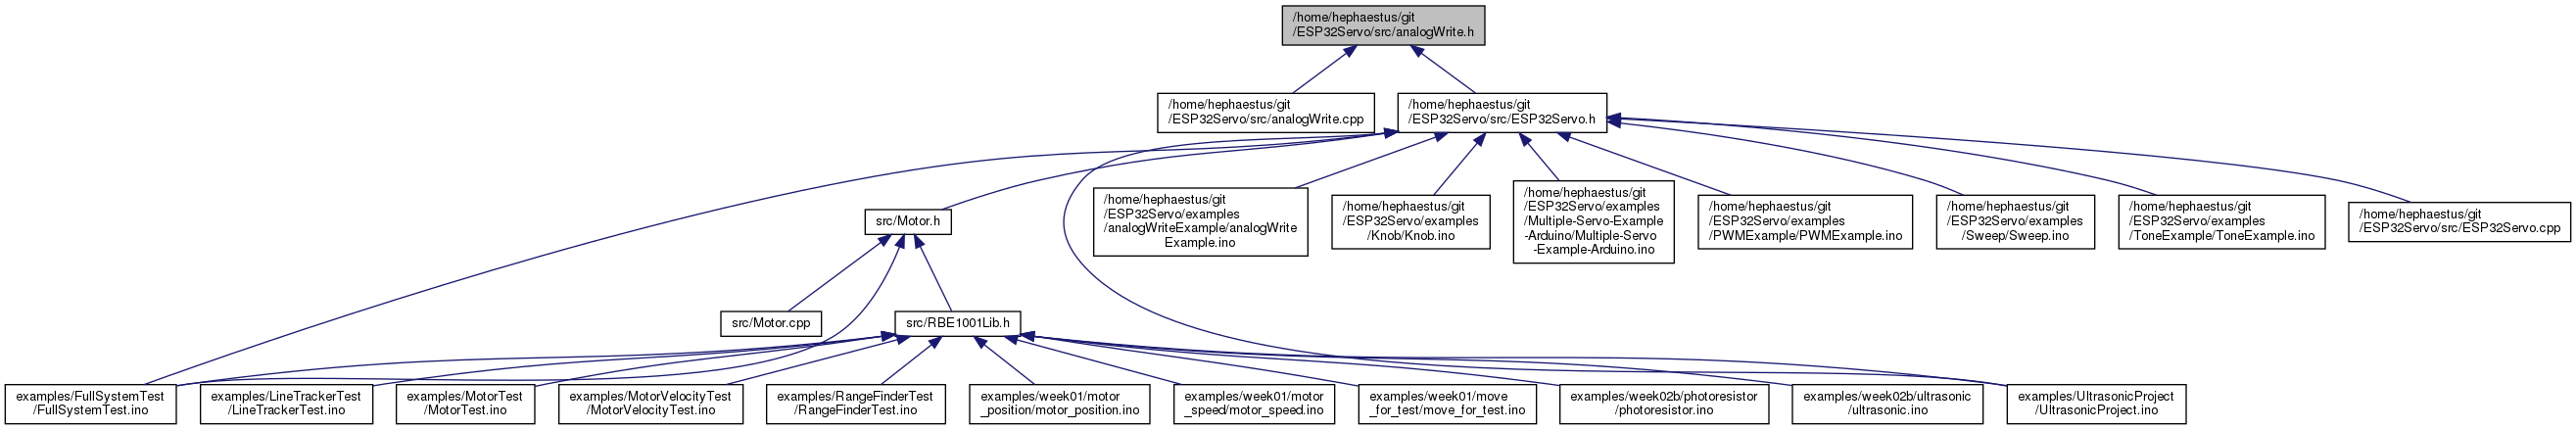 /home/hephaestus/git
/ESP32Servo/src/analogWrite.h
/home/hephaestus/git
/ESP32Servo/src/analogWrite.cpp
/home/hephaestus/git
/ESP32Servo/src/ESP32Servo.h
src/Motor.h
/home/hephaestus/git
/ESP32Servo/examples
/analogWriteExample/analogWrite
Example.ino
/home/hephaestus/git
/ESP32Servo/examples
/Knob/Knob.ino
/home/hephaestus/git
/ESP32Servo/examples
/Multiple-Servo-Example
-Arduino/Multiple-Servo
-Example-Arduino.ino
/home/hephaestus/git
/ESP32Servo/examples
/PWMExample/PWMExample.ino
/home/hephaestus/git
/ESP32Servo/examples
/Sweep/Sweep.ino
/home/hephaestus/git
/ESP32Servo/examples
/ToneExample/ToneExample.ino
/home/hephaestus/git
/ESP32Servo/src/ESP32Servo.cpp
src/Motor.cpp
src/RBE1001Lib.h
examples/FullSystemTest
/FullSystemTest.ino
examples/LineTrackerTest
/LineTrackerTest.ino
examples/MotorTest
/MotorTest.ino
examples/MotorVelocityTest
/MotorVelocityTest.ino
examples/RangeFinderTest
/RangeFinderTest.ino
examples/week01/motor
_position/motor_position.ino
examples/week01/motor
_speed/motor_speed.ino
examples/week01/move
_for_test/move_for_test.ino
examples/week02b/photoresistor
/photoresistor.ino
examples/week02b/ultrasonic
/ultrasonic.ino
examples/UltrasonicProject
/UltrasonicProject.ino